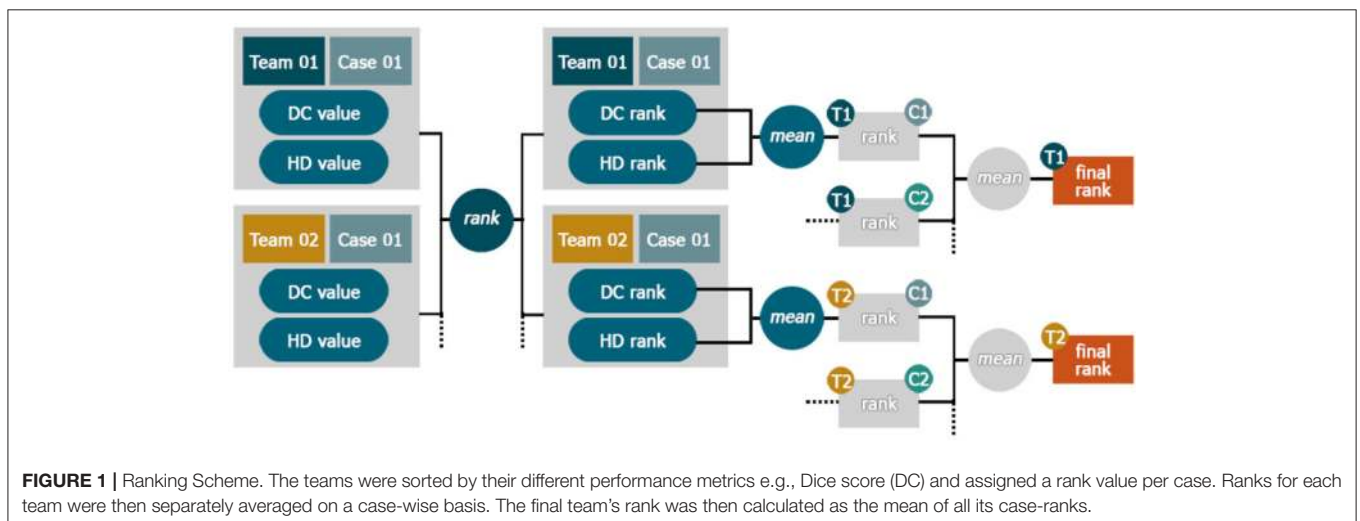 Team 01 Case 01
DC value
HD value
Team 02 Case 01
DC value
HD value
rank
Team 01 Case 01
DC rank
HD rank
Team 02 Case 01
DC rank
HD rank
mean
T1 rank C1
T1 rank C2
mean
T1 final
rank
mean
T2 rank C1
T2 rank C2
mean
T2 final
rank
FIGURE 1 | Ranking Scheme. The teams were sorted by their different performance metrics e.g., Dice score (DC) and assigned a rank value per case. Ranks for each
team were then separately averaged on a case-wise basis. The final team's rank was then calculated as the mean of all its case-ranks.